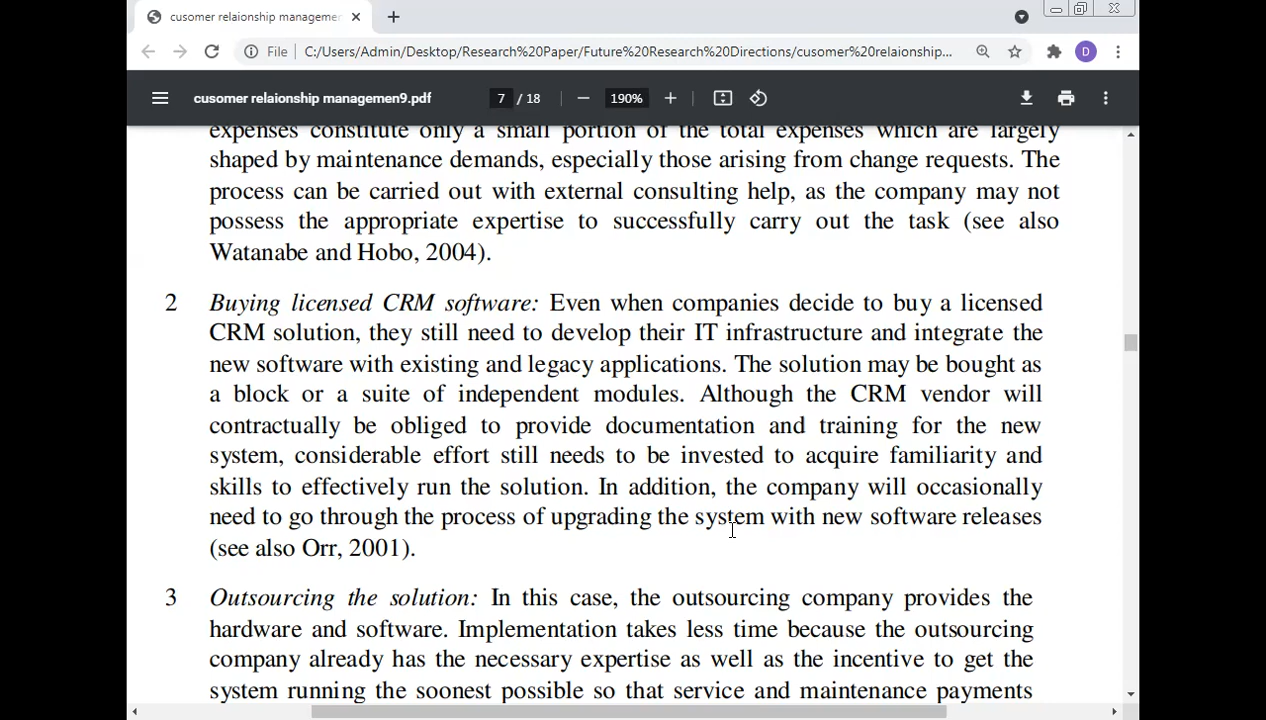 cusomer relaionship managemen
File
C:/Users/Admin/Desktop/Research%20Paper/Future%20Research%20Directions/cusomer%20relaionship...
D
cusomer relaionship managemen9.pdf
7 / 18
190%
expenses constitute only a small portion of the total expenses which are largely
shaped by maintenance demands, especially those arising from change requests. The
process can be carried out with external consulting help, as the company may not
possess the appropriate expertise to successfully carry out the task (see also
Watanabe and Hobo, 2004).
2 Buying licensed CRM software: Even when companies decide to buy a licensed
CRM solution, they still need to develop their IT infrastructure and integrate the
new software with existing and legacy applications. The solution may be bought as
a block or a suite of independent modules. Although the CRM vendor will
contractually be obliged to provide documentation and training for the new
system, considerable effort still needs to be invested to acquire familiarity and
skills to effectively run the solution. In addition, the company will occasionally
need to go through the process of upgrading the system with new software releases
(see also Orr, 2001).
3 Outsourcing the solution: In this case, the outsourcing company provides the
hardware and software. Implementation takes less time because the outsourcing
company already has the necessary expertise as well as the incentive to get the
system running the soonest possible so that service and maintenance payments